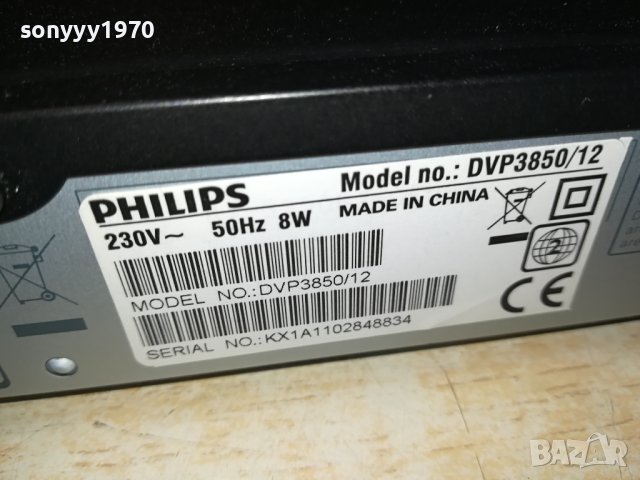 sonyyy1970
PHILIPS
Model no.: DVP3850/12
230V~ 50Hz 8W
MADE IN CHINA
2
MODEL NO.:DVP3850/12
SERIAL NO.:KX1A1102848834
CE
BAZAR